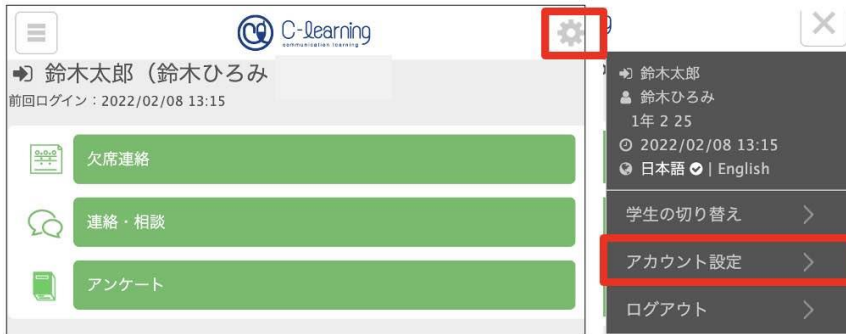 C-Learning
communication learning
鈴木太郎（鈴木ひろみ
前回ログイン：2022/02/08 13:15
欠席連絡
連絡・相談
アンケート
鈴木太郎
鈴木ひろみ
1年 2 25
2022/02/08 13:15
日本語 | English
学生の切り替え
アカウント設定
ログアウト